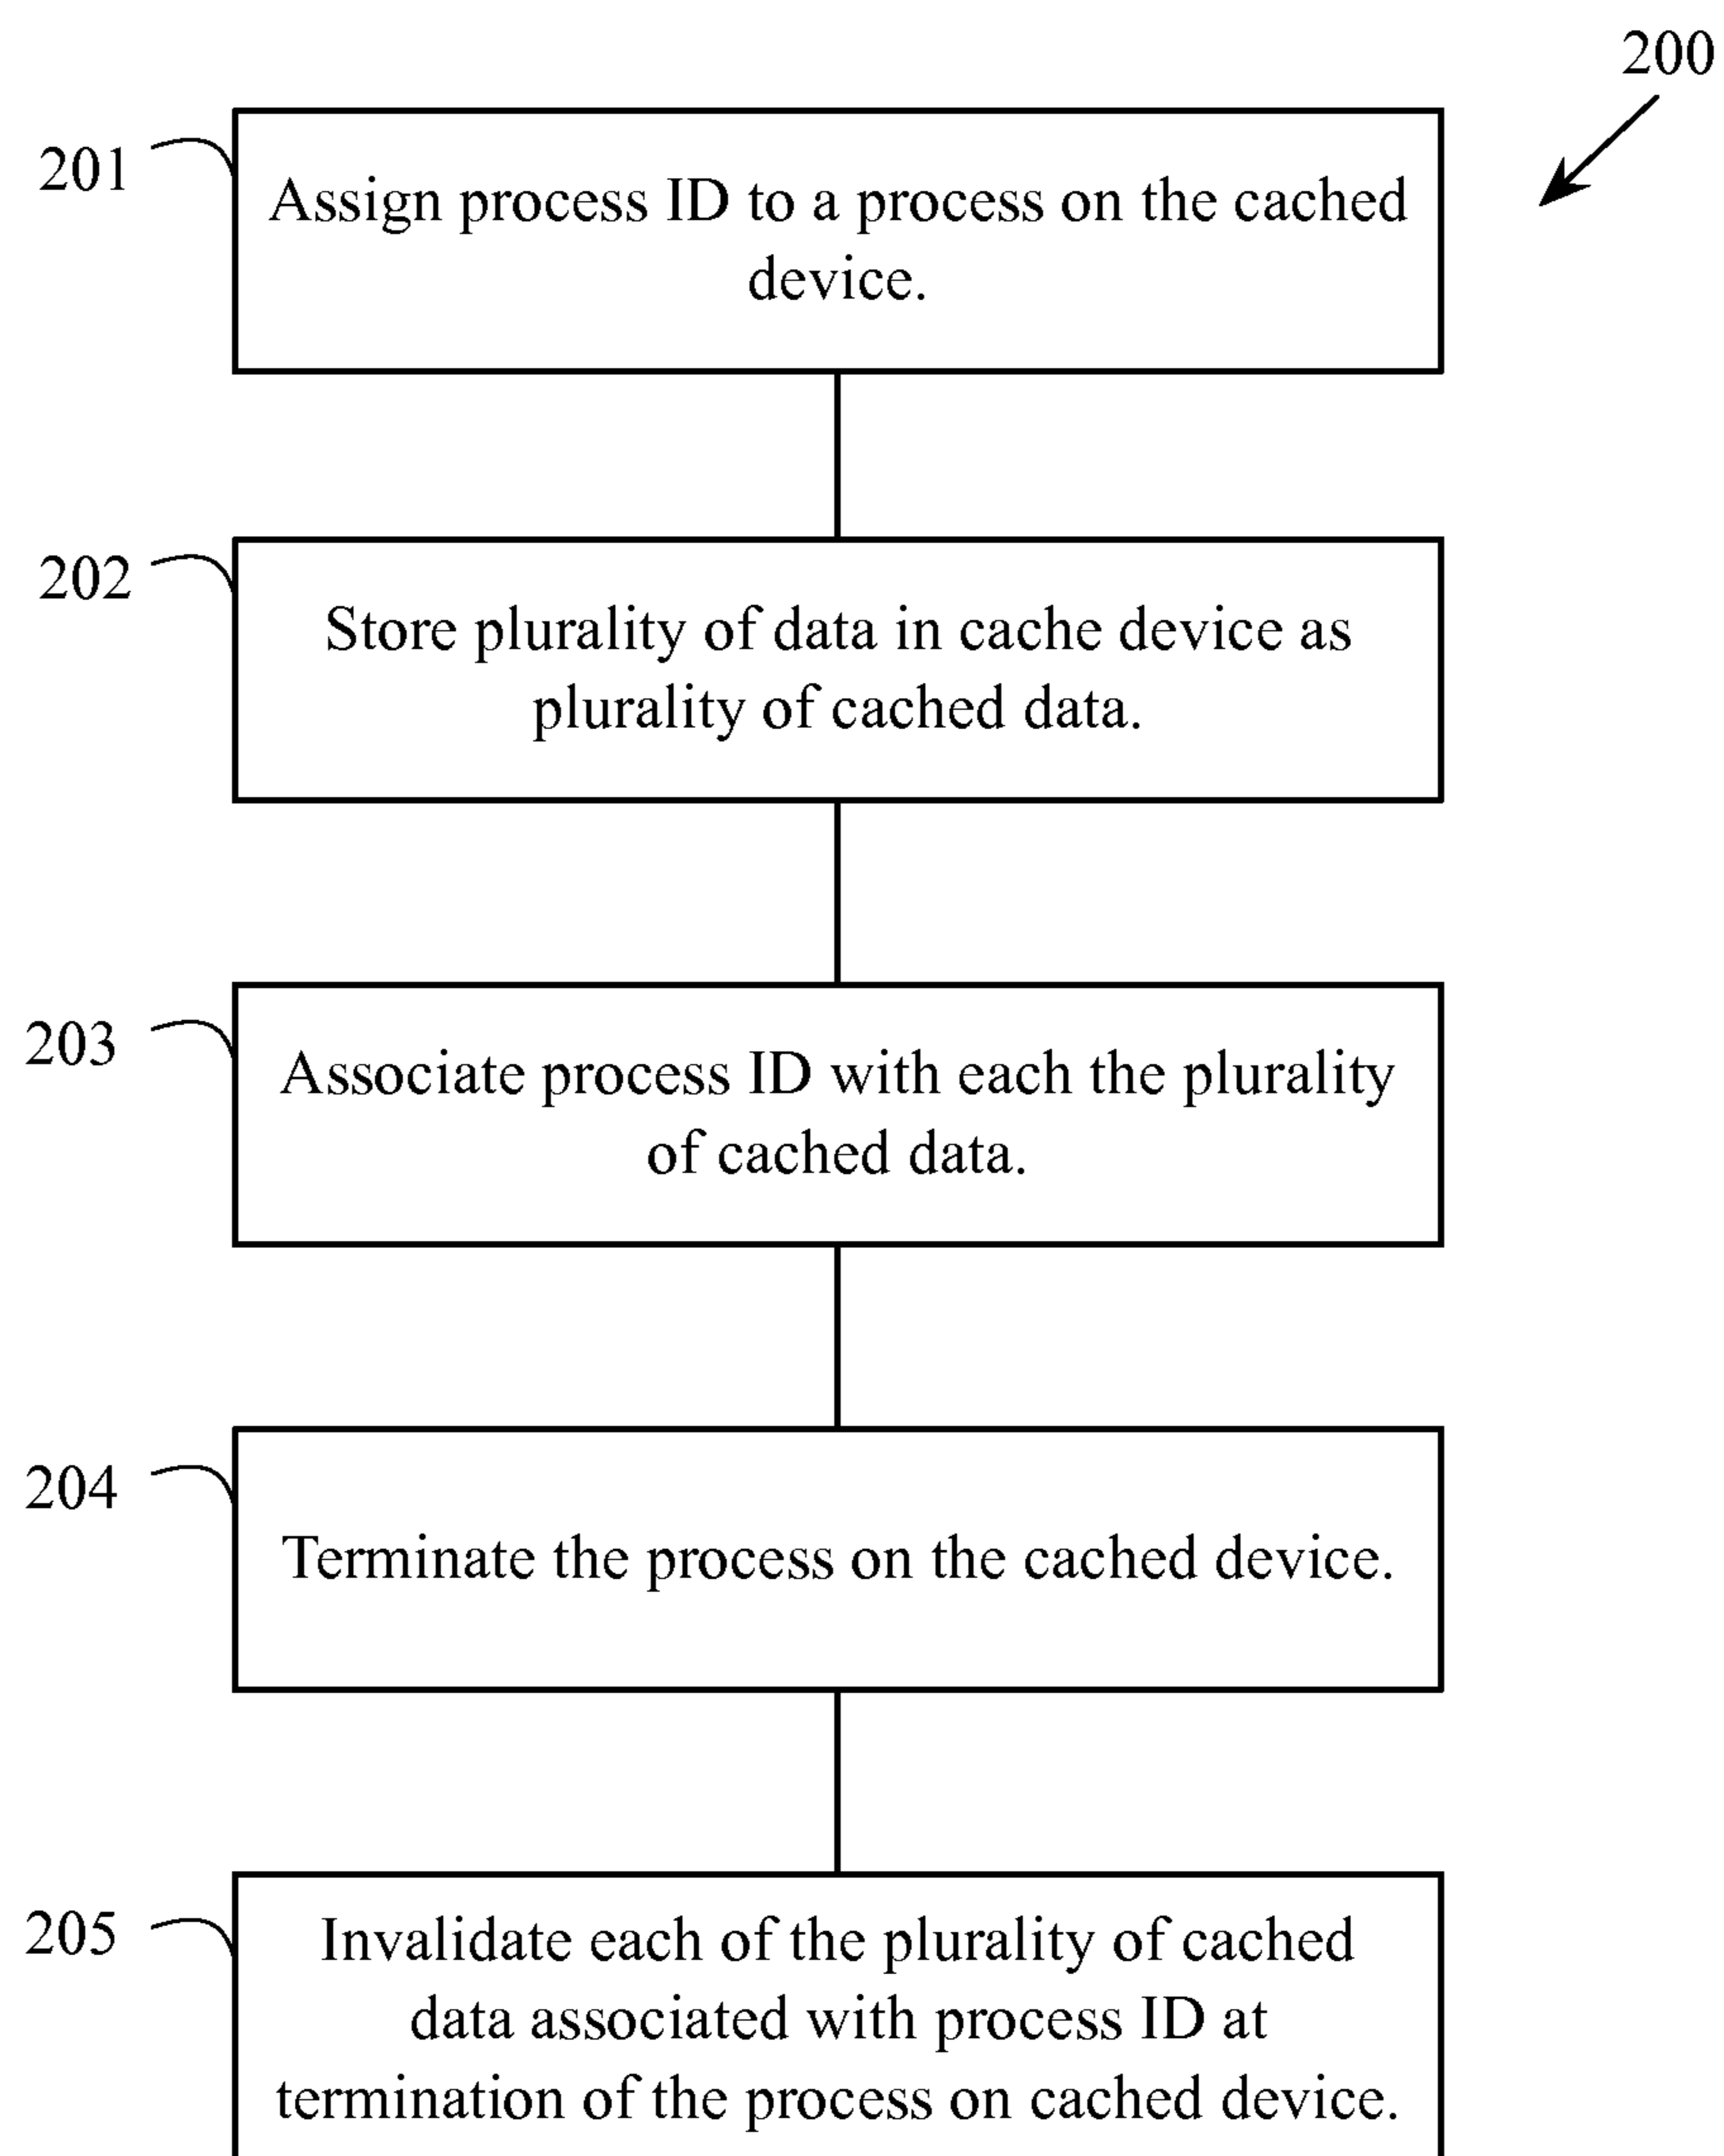 200
201
Assign process ID to a process on the cached
device.
202
Store plurality of data in cache device as
plurality of cached data.
203
Associate process ID with each the plurality
of cached data.
204
Terminate the process on the cached device.
205
Invalidate each of the plurality of cached
data associated with process ID at
termination of the process on cached device.